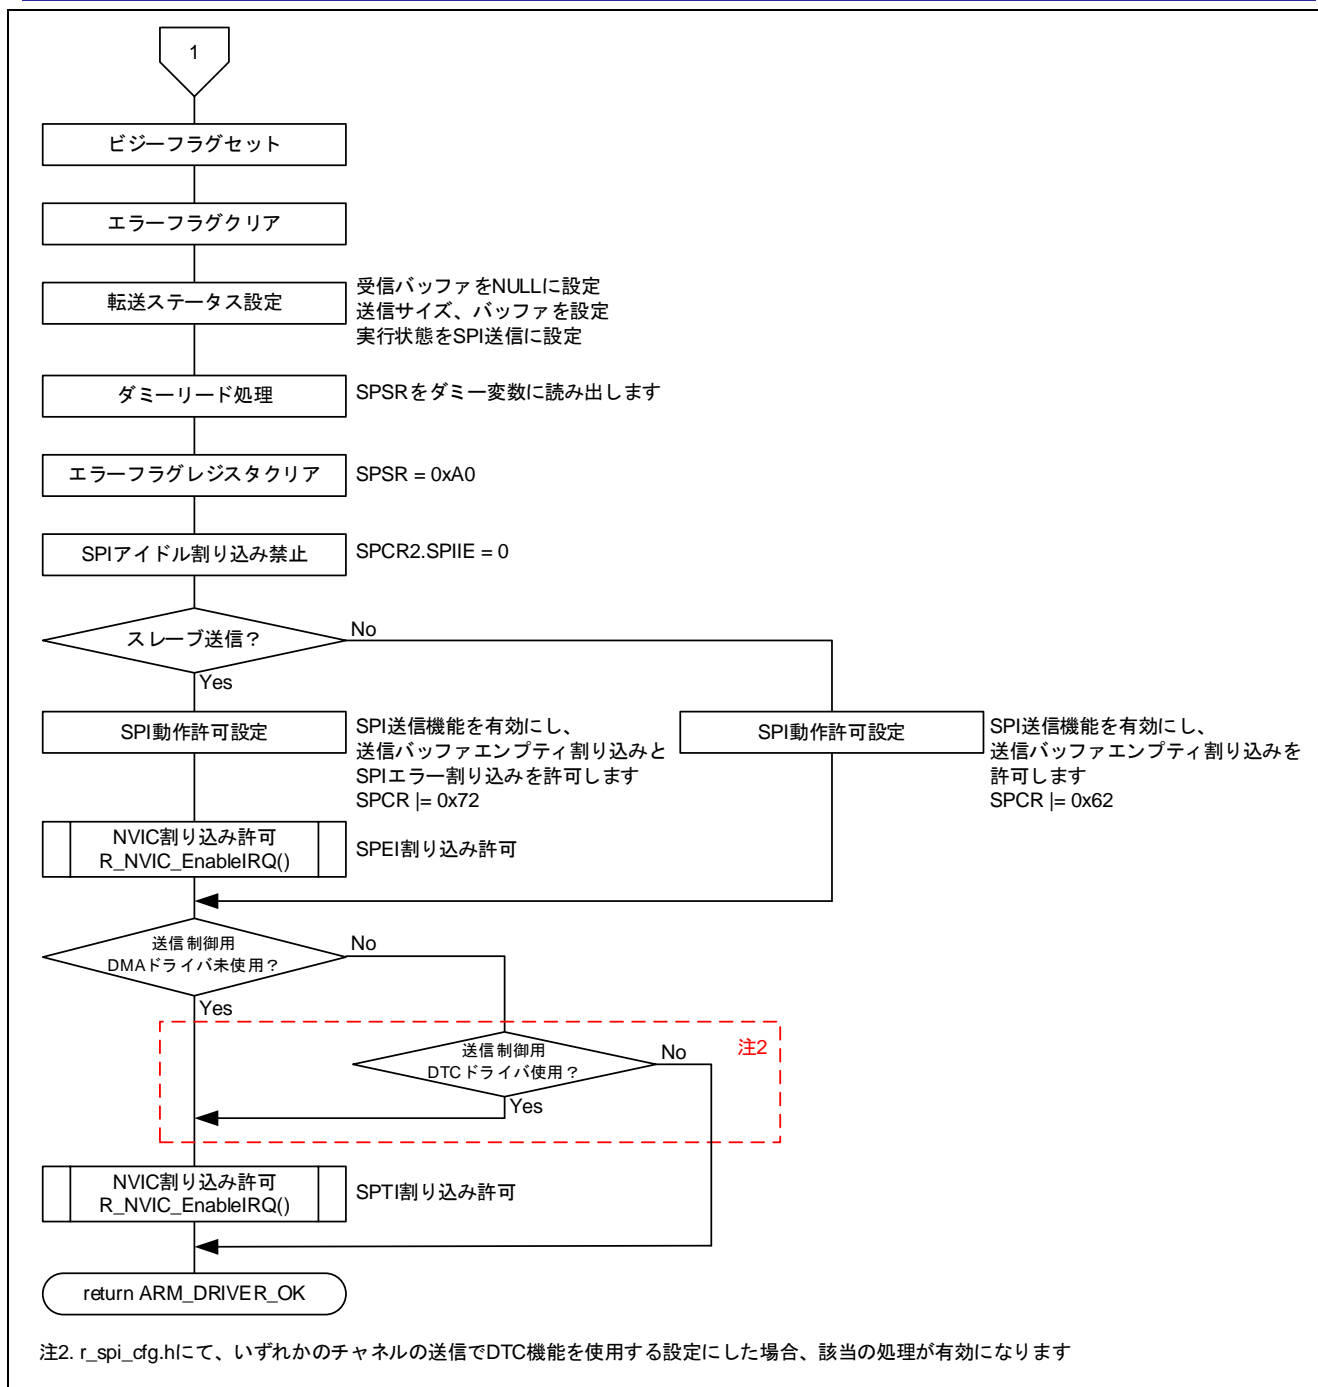 1
ビジーフラグセット
エラーフラグクリア
転送ステータス設定
受信バッファをNULLに設定
送信サイズ、バッファを設定
実行状態をSPI送信に設定
ダミーリード処理
SPSRをダミー変数に読み出します
エラーフラグレジスタクリア
SPSR = 0xA0
SPIアイドル割り込み禁止
SPCR2.SPIIE = 0
スレーブ送信？
No
Yes
SPI動作許可設定
SPI送信機能を有効にし、
送信バッファエンプティ割り込みと
SPIエラー割り込みを許可します
SPCR |= 0x72
SPI動作許可設定
SPI送信機能を有効にし、
送信バッファエンプティ割り込みを
許可します
SPCR |= 0x62
NVIC割り込み許可
R_NVIC_EnableIRQ()
SPEI割り込み許可
送信制御用
DMAドライバ未使用？
No
Yes
注2
送信制御用
DTCドライバ使用？
No
Yes
NVIC割り込み許可
R_NVIC_EnableIRQ()
SPTI割り込み許可
return ARM_DRIVER_OK
注2. r_spi_cfg.hにて、いずれかのチャネルの送信でDTC機能を使用する設定にした場合、該当の処理が有効になります